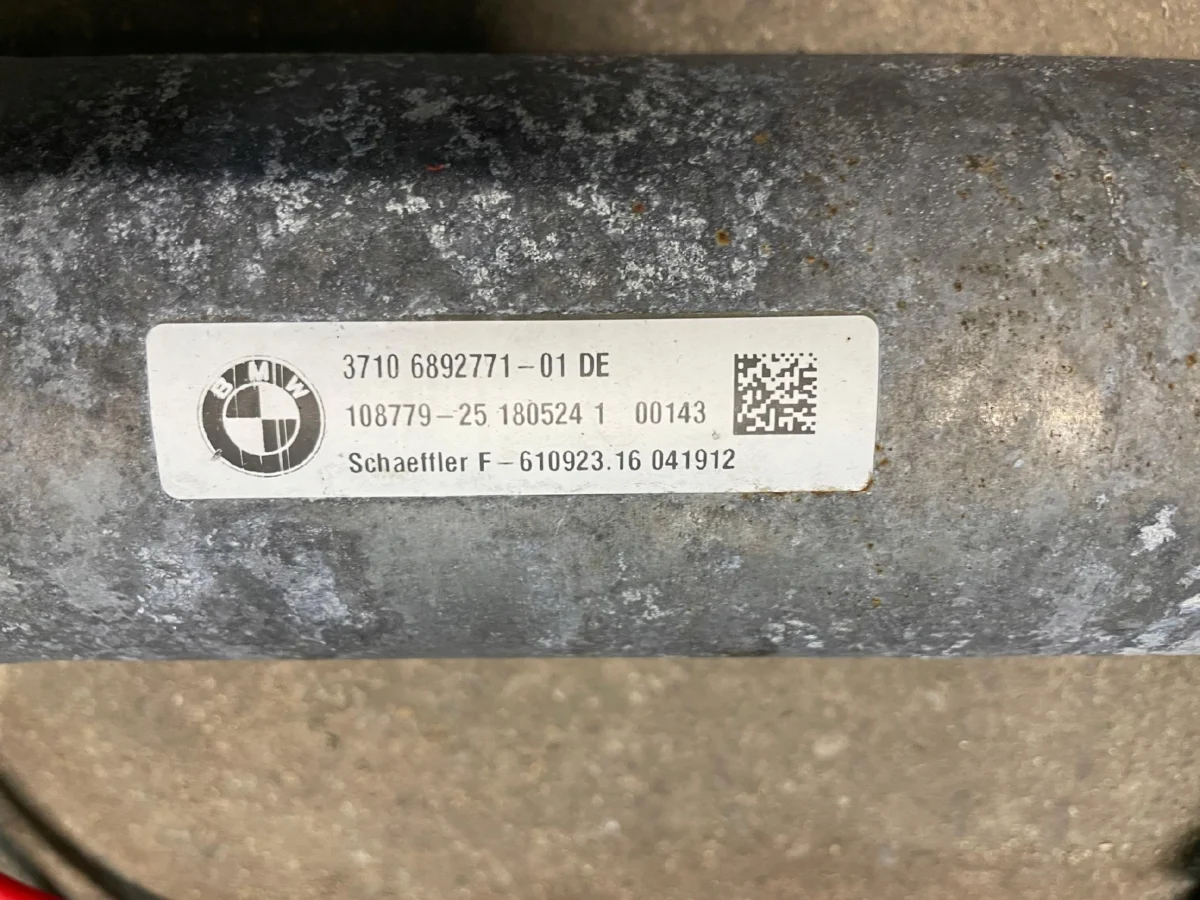 BMW
3710 6892771-01 DE
108779-25 180524 1 00143
Schaeffler F-610923.16 041912